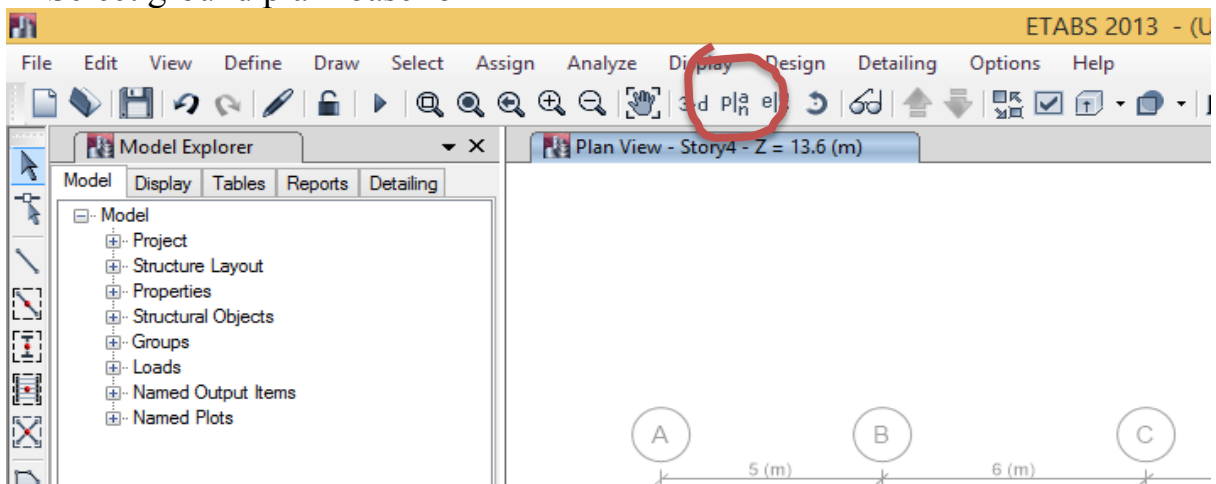 ETABS 2013 - (U
File Edit View Define Draw Select Assign Analyze Display Design Detailing Options Help
3-d pla n
Model Explorer
Plan View - Story4 - Z = 13.6 (m)
Model Display Tables Reports Detailing
Model
Project
Structure Layout
Properties
Structural Objects
Groups
Loads
Named Output Items
Named Plots
A B C
5 (m) 6 (m)